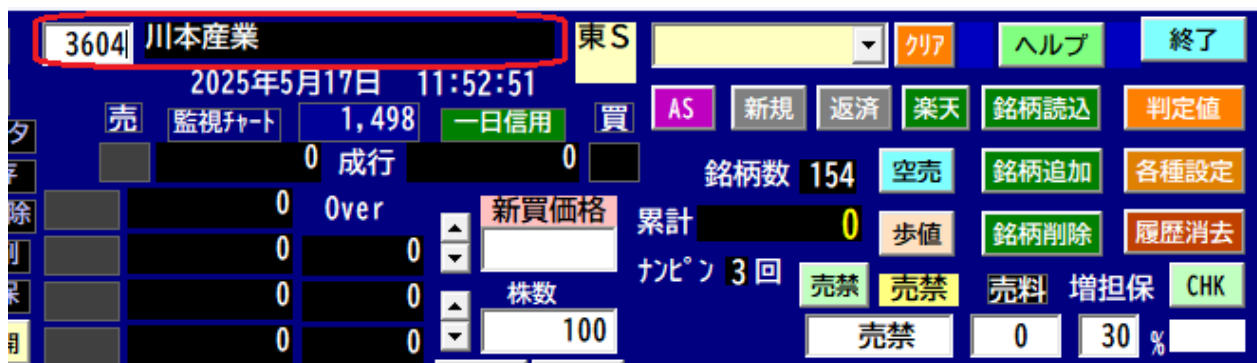 3604 川本産業 東S クリア ヘルプ 終了
2025年5月17日 11:52:51
売 監視ﾁｬｰﾄ 1,498 一日信用 買 AS 新規 返済 楽天 銘柄読込 判定値
0 成行 0 銘柄数 154 空売 銘柄追加 各種設定
除 0 Over 新買価格 累計 0 歩値 銘柄削除 履歴消去
0 0 ﾅﾝﾋﾟﾝ 3回 売禁 売禁 売料 増担保 CHK
0 0 株数
0 0 100 売禁 0 30 %